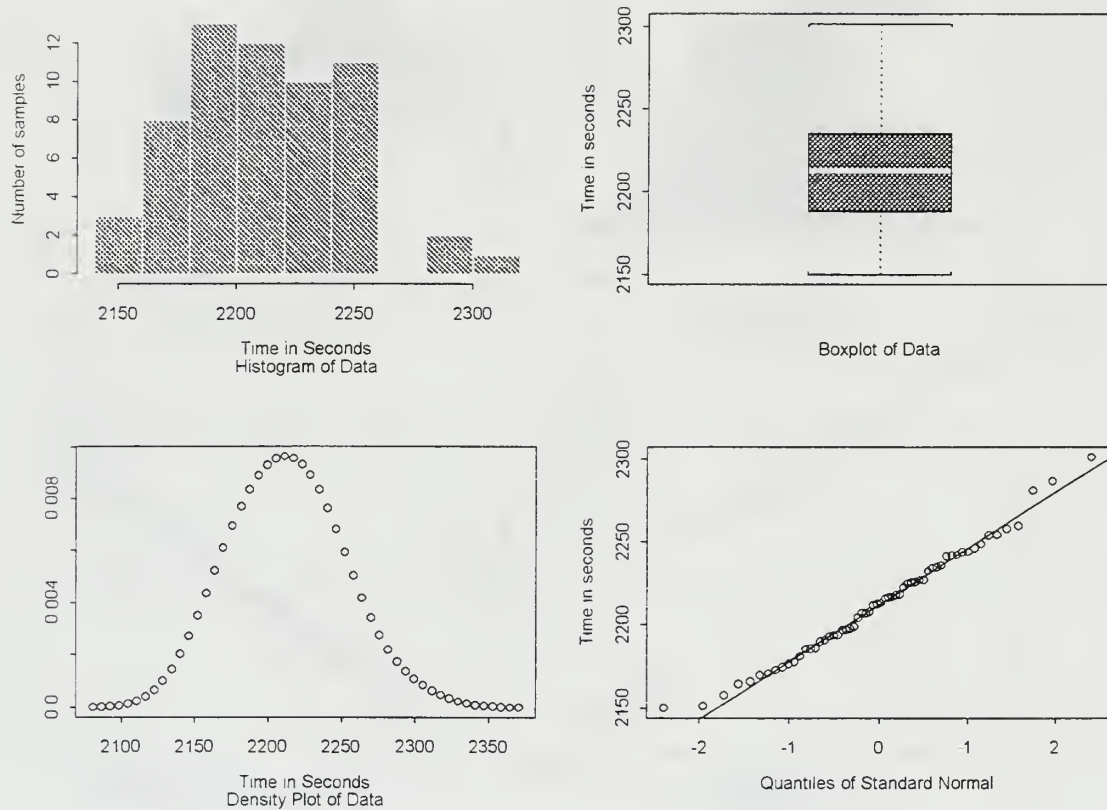 Number of samples
12
10
8
6
4
2
0
2150 2200 2250 2300
Time in Seconds
Histogram of Data
Time in seconds
2300
2250
2200
2150
Boxplot of Data
0 008
0 004
0 0
2100 2150 2200 2250 2300 2350
Time in Seconds
Density Plot of Data
Time in seconds
2300
2250
2200
2150
-2 -1 0 -1 2
Quantiles of Standard Normal